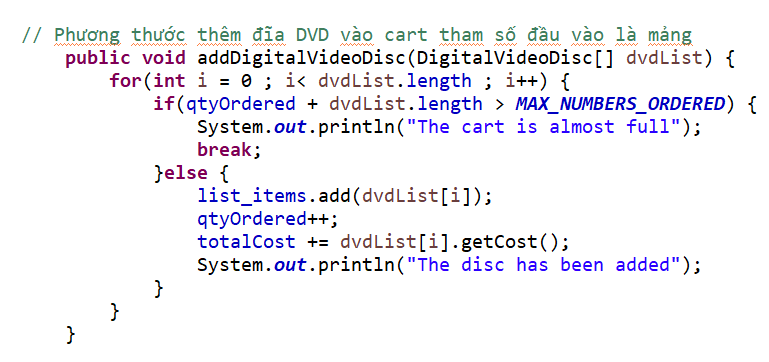 // Phương thước thêm đĩa DVD vào cart tham số đầu vào là mảng
public void addDigitalVideoDisc(DigitalVideoDisc[] dvdList) {
for(int i = 0 ; i< dvdList.length ; i++) {
if(qtyOrdered + dvdList.length > MAX_NUMBERS_ORDERED) {
System.out.println("The cart is almost full");
break;
}else {
list_items.add(dvdList[i]);
qtyOrdered++;
totalCost += dvdList[i].getCost();
System.out.println("The disc has been added");
}
}
}